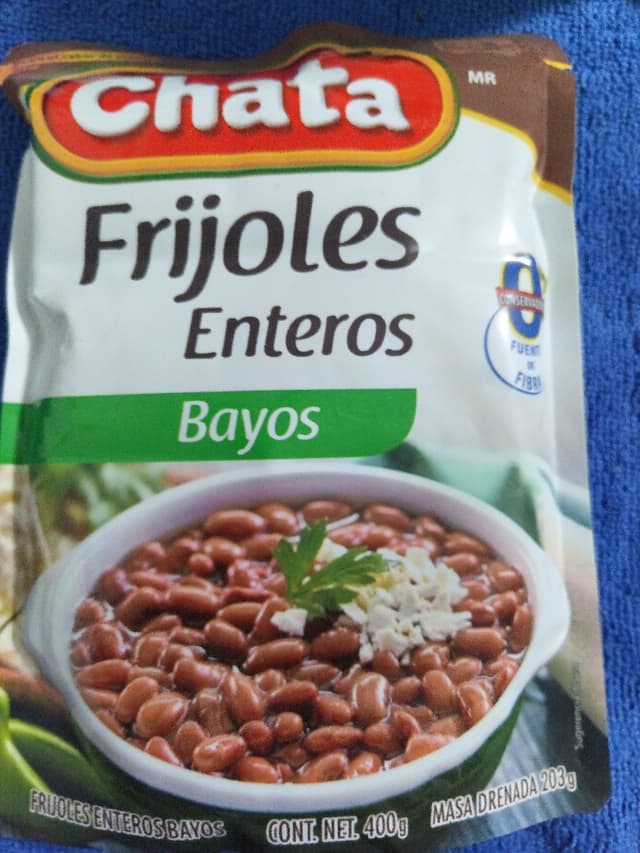 Chata
MR
Frijoles
Enteros
Bayos
0
CONSERVADORES
FUENTE
DE
FIBRA
FRIJOLES ENTEROS BAYOS
CONT. NET. 400g
MASA DRENADA 203g